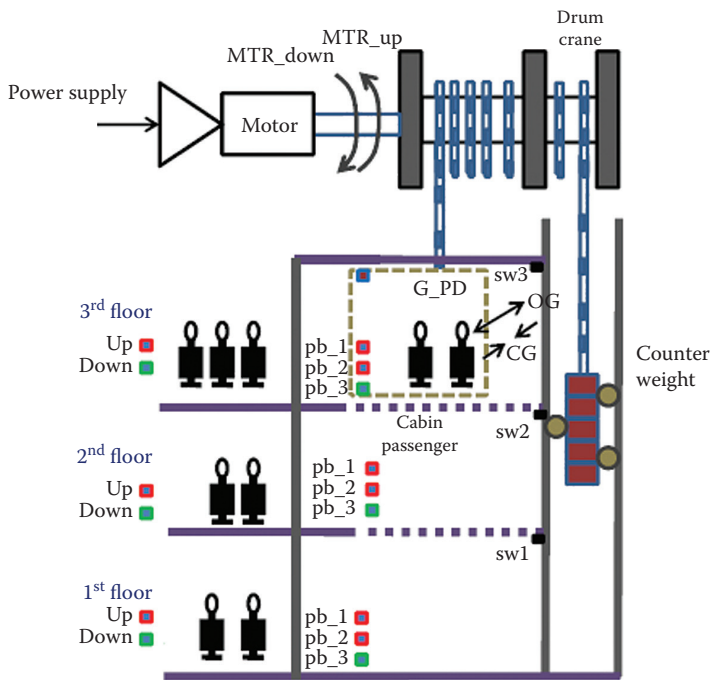 Drum
crane
MTR_up
MTR_down
Power supply
Motor
sw3
G_PD
OG
CG
3rd floor
Up
Down
pb_1
pb_2
pb_3
Counter
weight
Cabin
passenger
sw2
2nd floor
Up
Down
pb_1
pb_2
pb_3
sw1
1st floor
Up
Down
pb_1
pb_2
pb_3